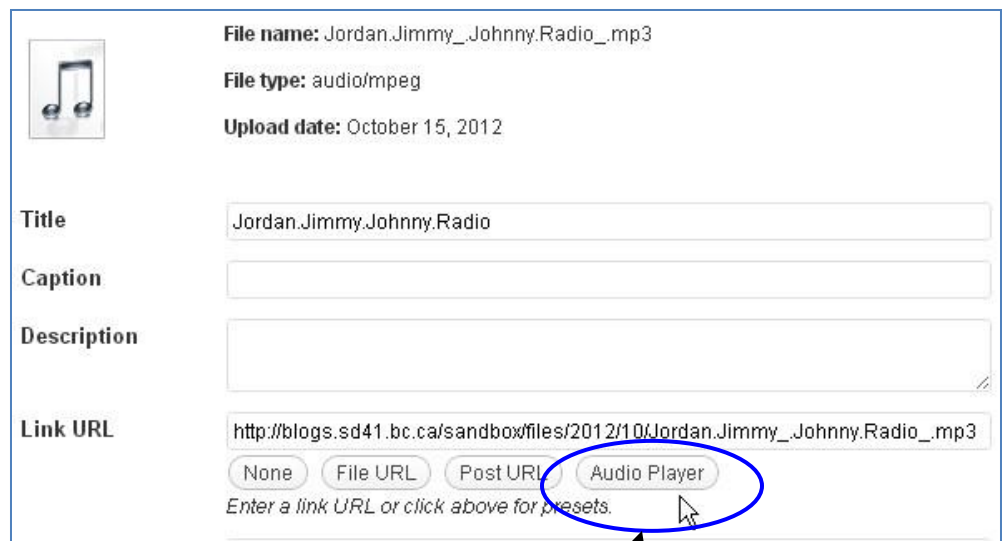 File name: Jordan.Jimmy_.Johnny.Radio_.mp3
File type: audio/mpeg
Upload date: October 15, 2012
Title
Jordan.Jimmy.Johnny.Radio
Caption
Description
Link URL
http://blogs.sd41.bc.ca/sandbox/files/2012/10/Jordan.Jimmy_.Johnny.Radio_.mp3
None File URL Post URL Audio Player
Enter a link URL or click above for presets.